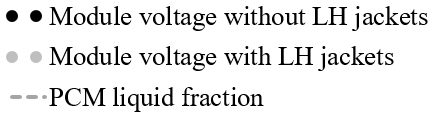 Module voltage without LH jackets
Module voltage with LH jackets
PCM liquid fraction